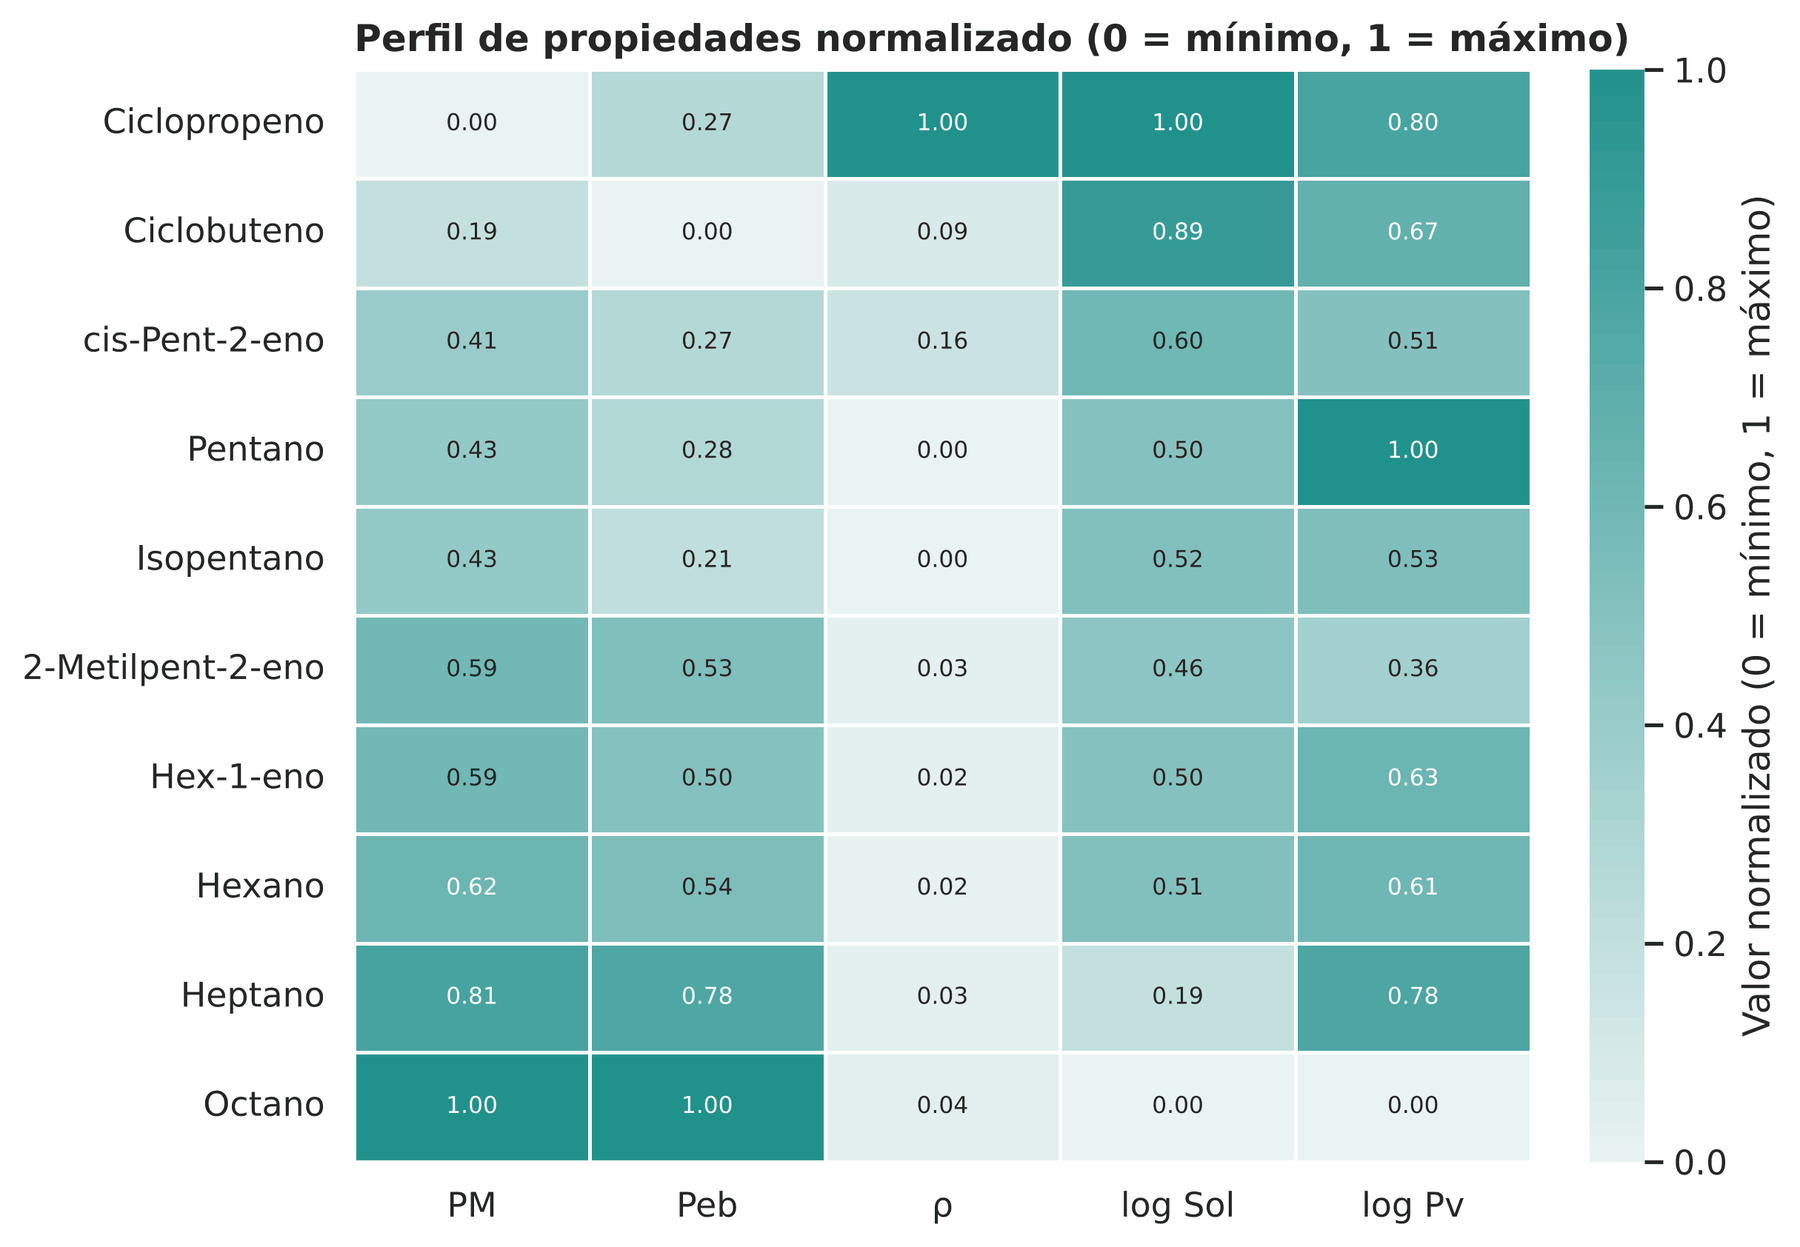 Perfil de propiedades normalizado (0 = mínimo, 1 = máximo)
Ciclopropeno 0.00 0.27 1.00 1.00 0.80
Ciclobuteno 0.19 0.00 0.09 0.89 0.67
cis-Pent-2-eno 0.41 0.27 0.16 0.60 0.51
Pentano 0.43 0.28 0.00 0.50 1.00
Isopentano 0.43 0.21 0.00 0.52 0.53
2-Metilpent-2-eno 0.59 0.53 0.03 0.46 0.36
Hex-1-eno 0.59 0.50 0.02 0.50 0.63
Hexano 0.62 0.54 0.02 0.51 0.61
Heptano 0.81 0.78 0.03 0.19 0.78
Octano 1.00 1.00 0.04 0.00 0.00
PM Peb ρ log Sol log Pv
1.0
0.8
0.6
0.4
0.2
0.0
Valor normalizado (0 = mínimo, 1 = máximo)